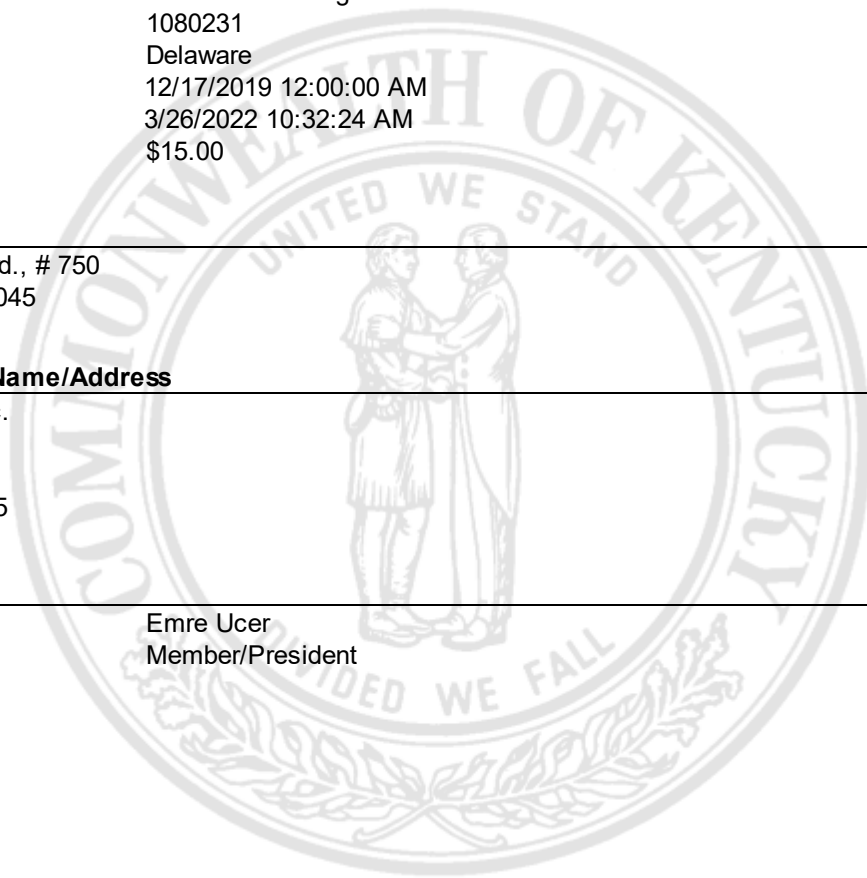 1080231
Delaware
12/17/2019 12:00:00 AM
3/26/2022 10:32:24 AM
$15.00
d., # 750
045
Name/Address
.
5
Emre Ucer
Member/President
COMMONWEALTH OF KENTUCKY
UNITED WE STAND
DIVIDED WE FALL